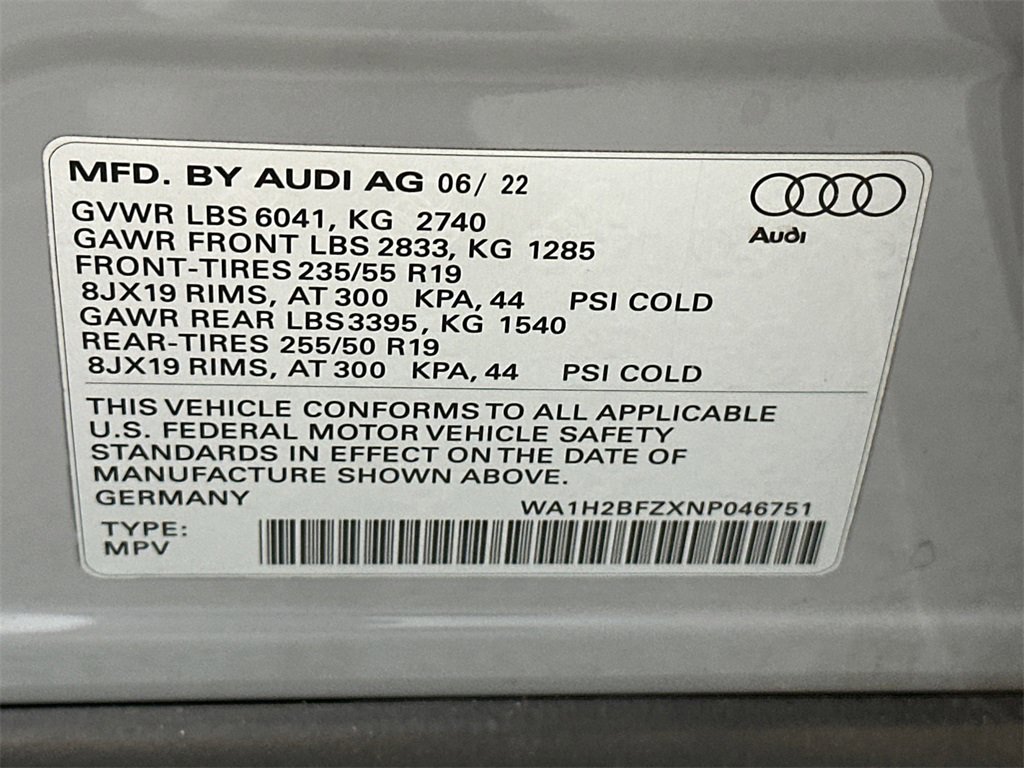 MFD. BY AUDI AG 06/ 22
Audi
GVWR LBS 6041, KG 2740
GAWR FRONT LBS 2833, KG 1285
FRONT-TIRES 235/55 R19
8JX19 RIMS, AT 300 KPA, 44 PSI COLD
GAWR REAR LBS3395, KG 1540
REAR-TIRES 255/50 R19
8JX19 RIMS, AT 300 KPA, 44 PSI COLD
THIS VEHICLE CONFORMS TO ALL APPLICABLE
U.S. FEDERAL MOTOR VEHICLE SAFETY
STANDARDS IN EFFECT ON THE DATE OF
MANUFACTURE SHOWN ABOVE.
GERMANY WA1H2BFZXNP046751
TYPE:
MPV